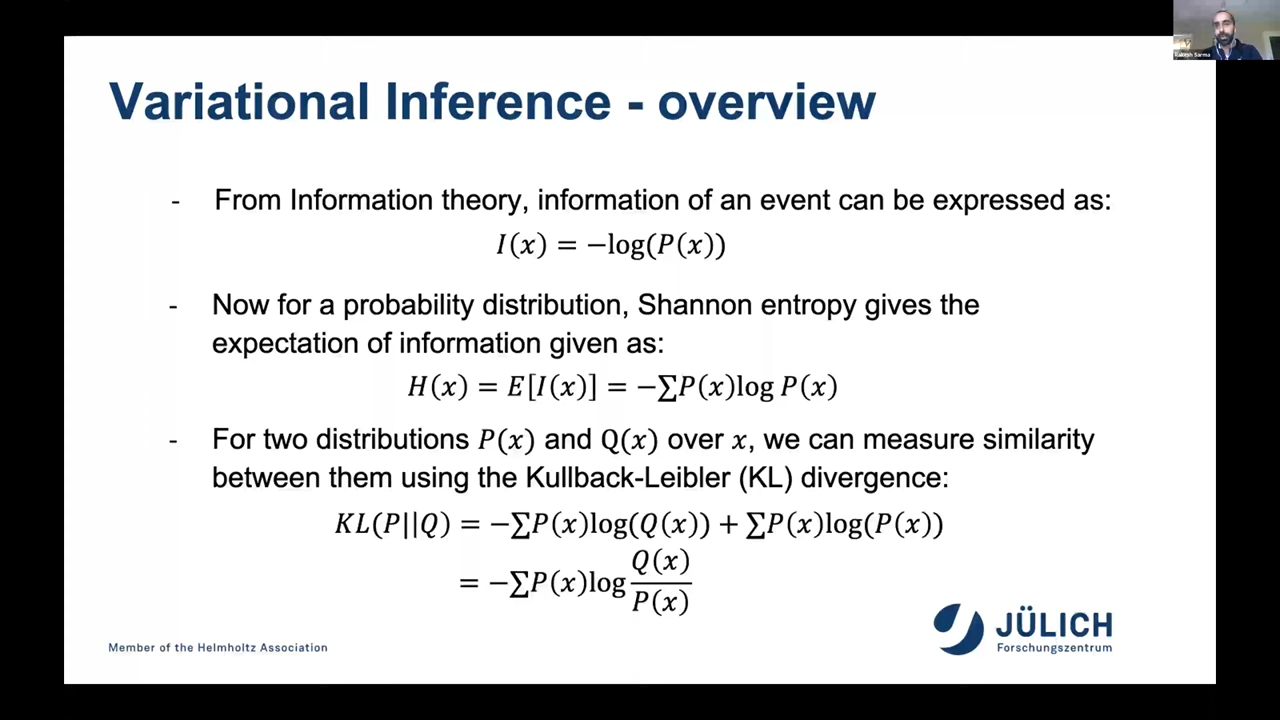 Rakesh Sarma
Variational Inference - overview
- From Information theory, information of an event can be expressed as:
I(x) = −log(P(x))
- Now for a probability distribution, Shannon entropy gives the
expectation of information given as:
H(x) = E[I(x)] = −∑P(x)log P(x)
- For two distributions P(x) and Q(x) over x, we can measure similarity
between them using the Kullback-Leibler (KL) divergence:
KL(P||Q) = −∑P(x)log(Q(x)) + ∑P(x)log(P(x))
= −∑P(x)log Q(x)/P(x)
JÜLICH
Forschungszentrum
Member of the Helmholtz Association